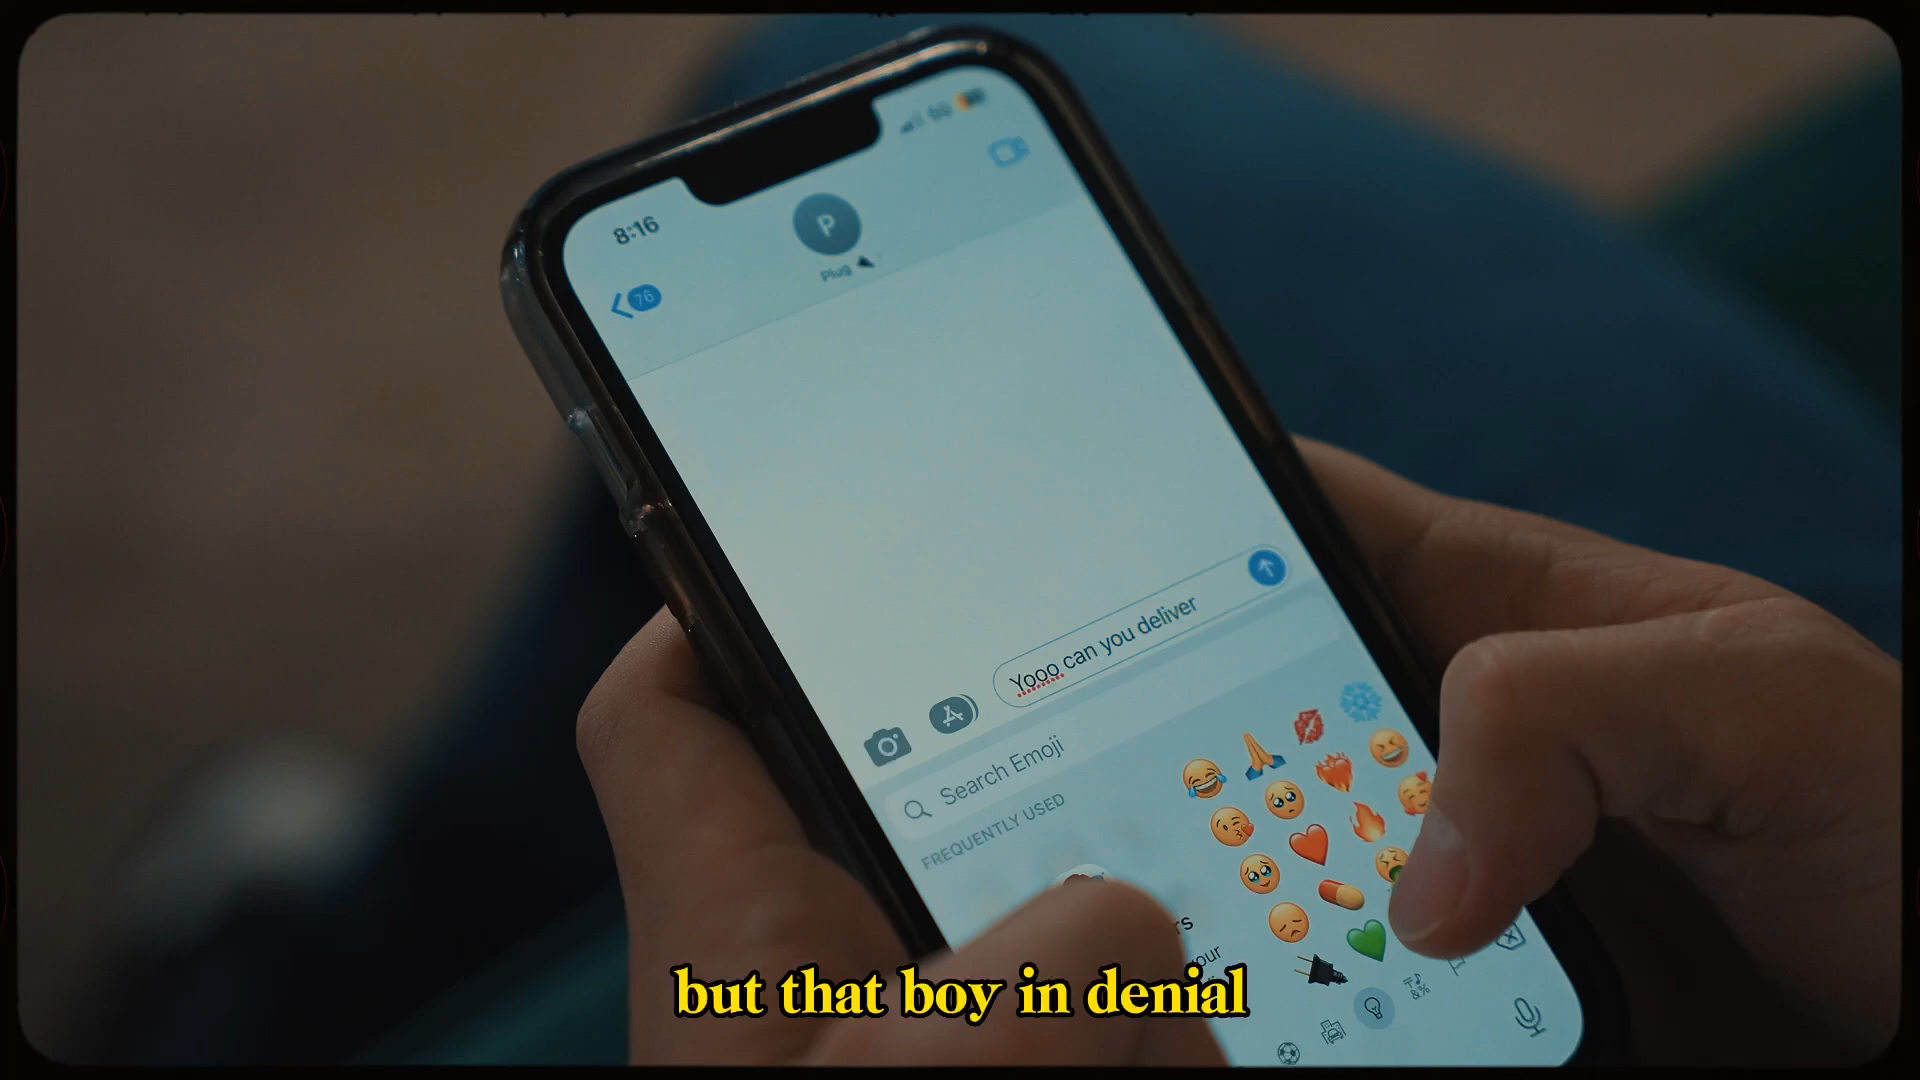 8:16
P
76
Plug
Yooo can you deliver
Search Emoji
FREQUENTLY USED
but that boy in denial